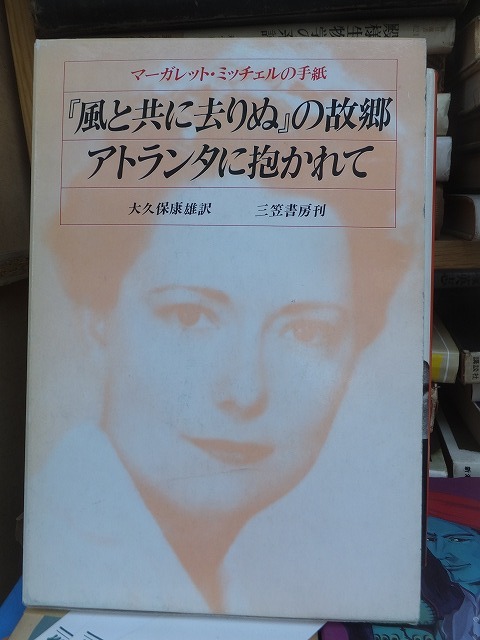 マーガレット・ミッチェルの手紙
『風と共に去りぬ』の故郷
アトランタに抱かれて
大久保康雄訳 三笠書房刊